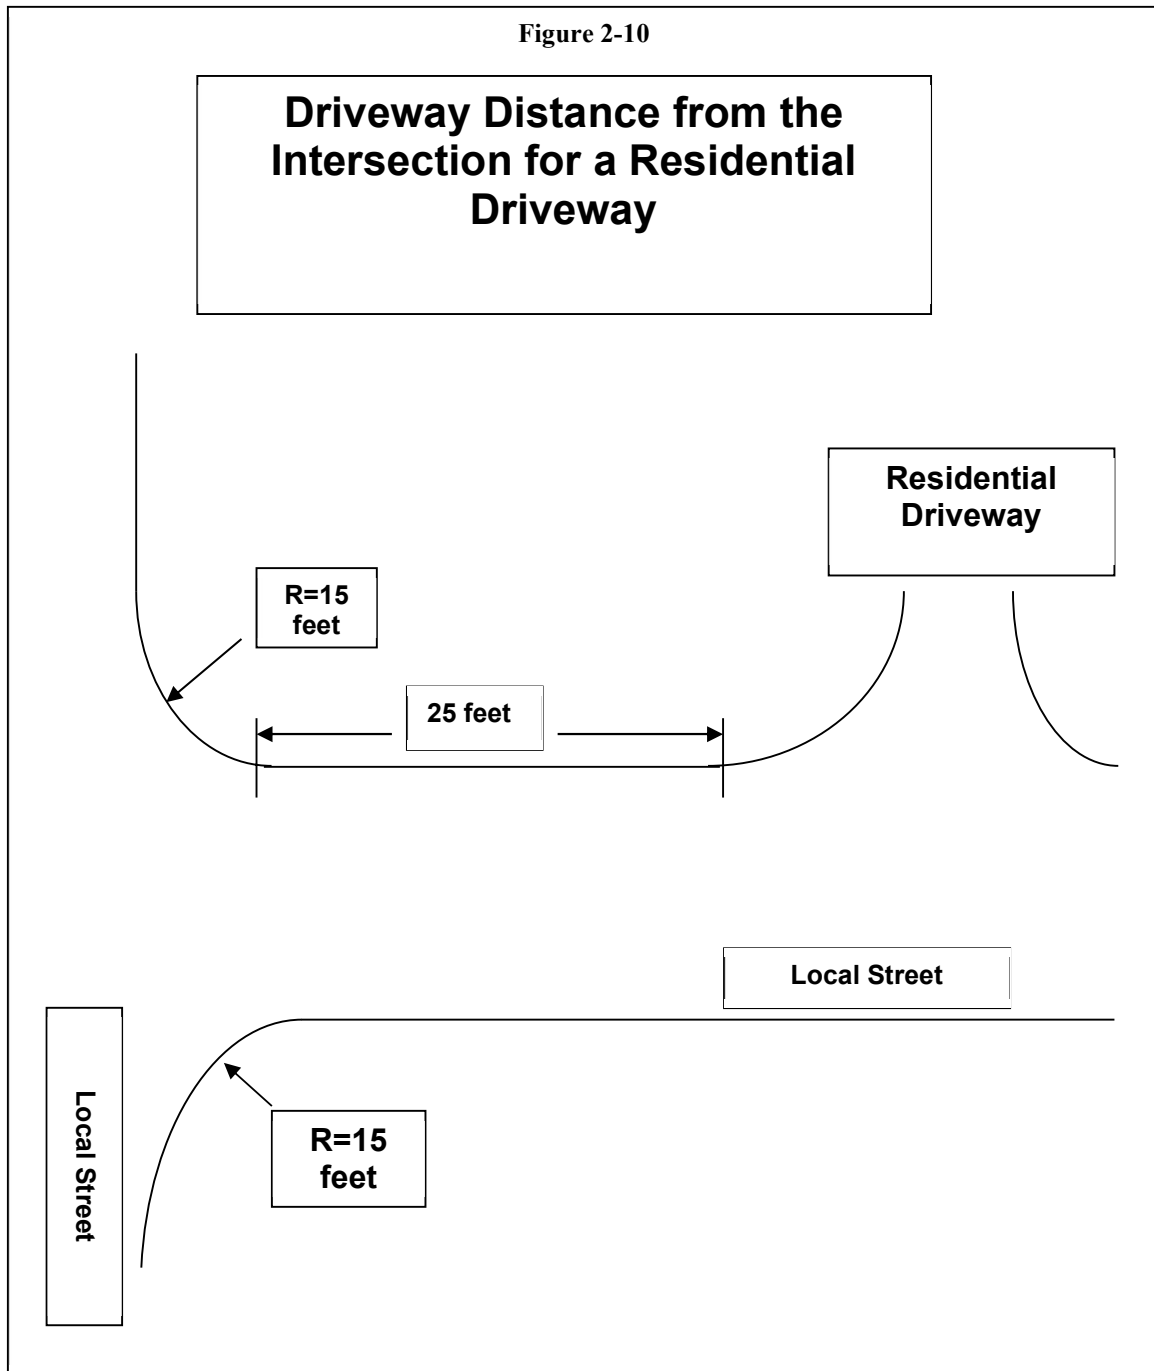 Figure 2-10
Driveway Distance from the
Intersection for a Residential
Driveway
Residential
Driveway
R=15
feet
25 feet
Local Street
Local Street
R=15
feet